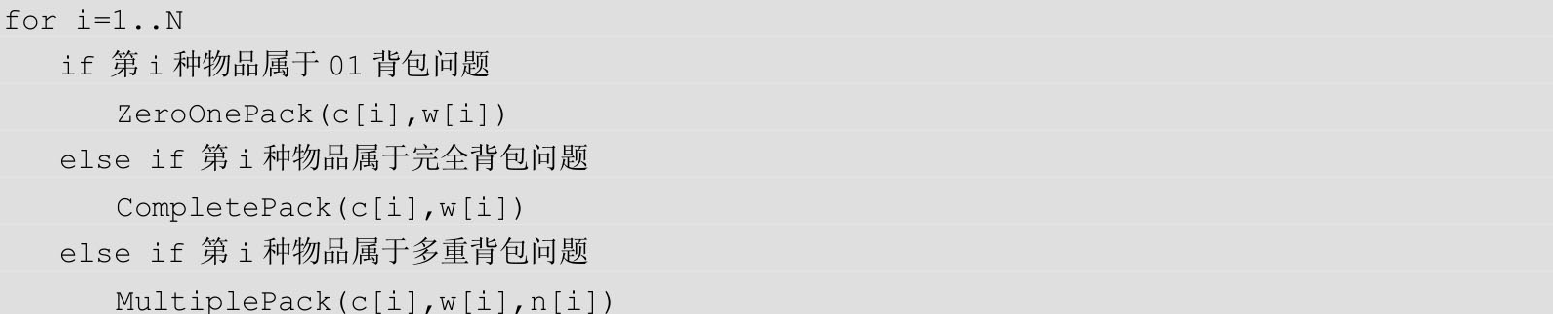 for i=1..N
if 第 i 种物品属于 01 背包问题
ZeroOnePack(c[i],w[i])
else if 第 i 种物品属于完全背包问题
CompletePack(c[i],w[i])
else if 第 i 种物品属于多重背包问题
MultiplePack(c[i],w[i],n[i])